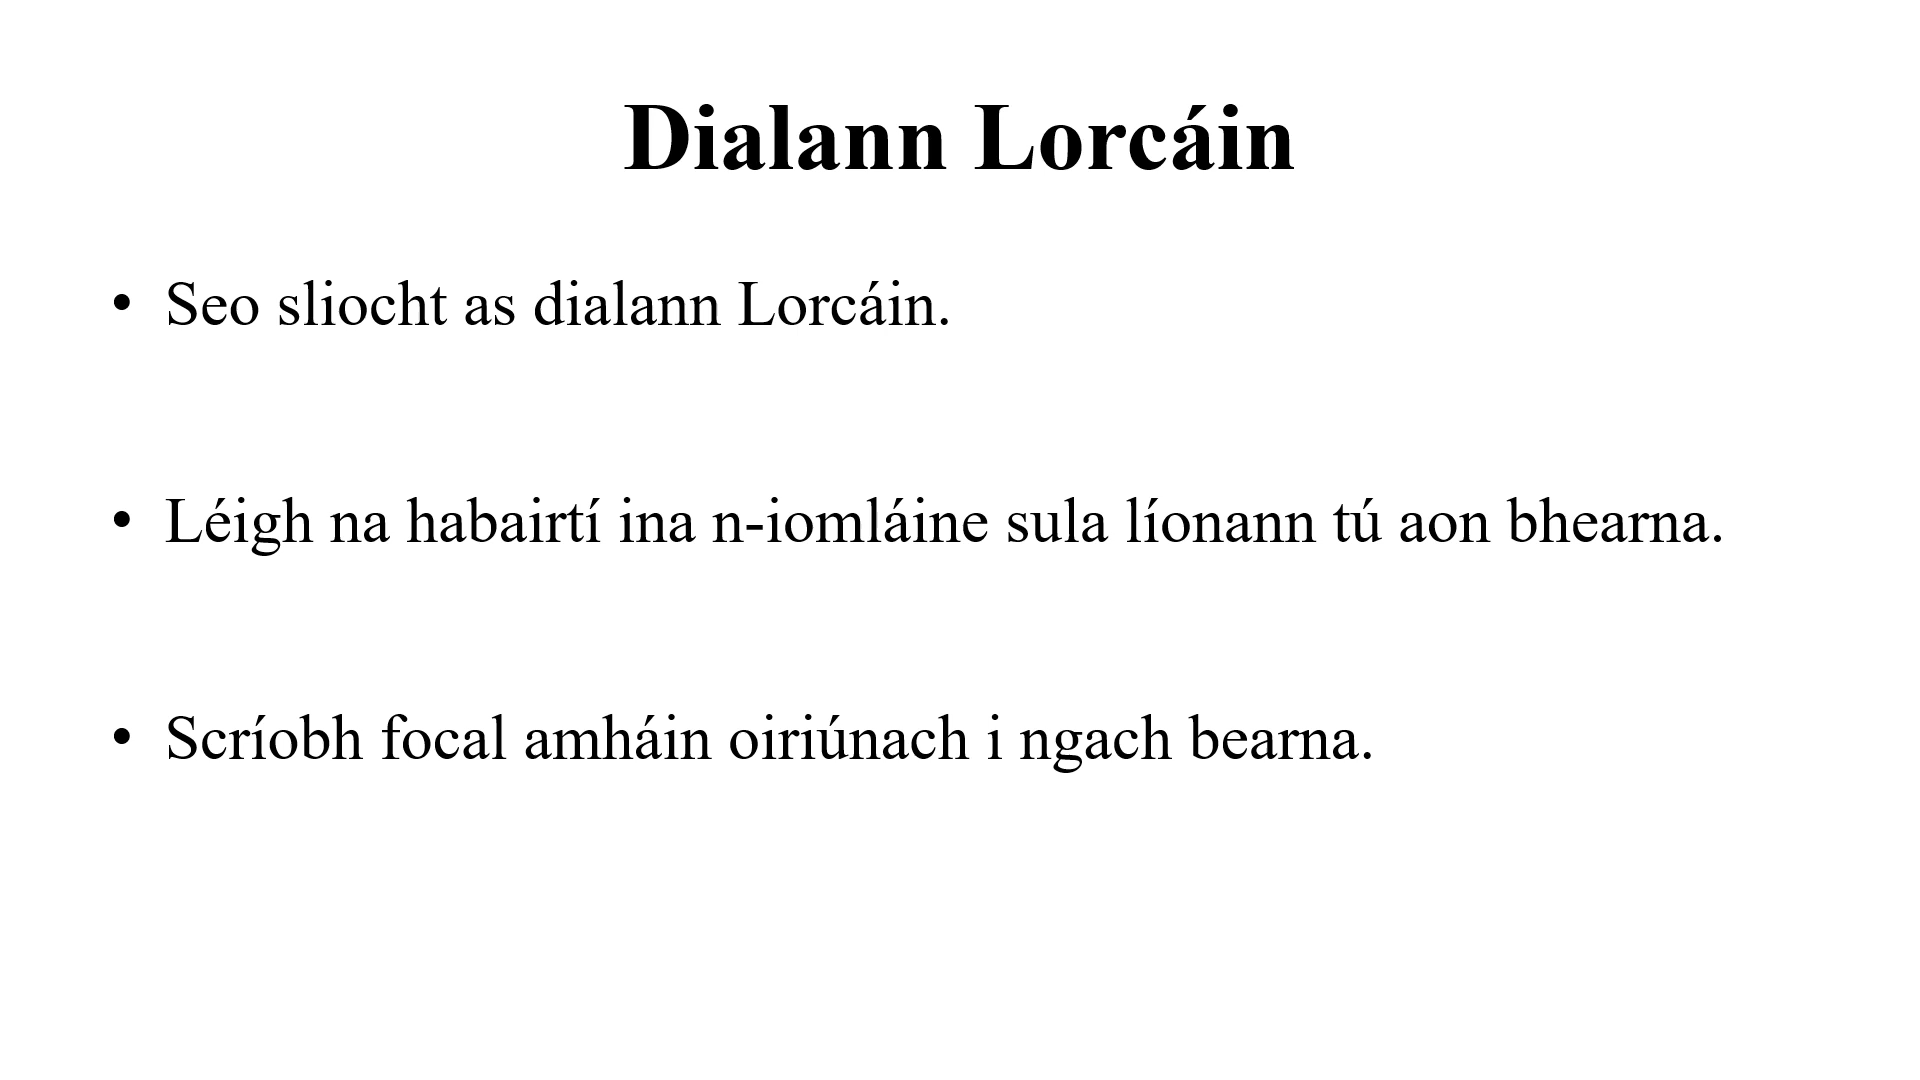 Dialann Lorcáin
• Seo sliocht as dialann Lorcáin.
• Léigh na habairtí ina n-iomláine sula líonann tú aon bhearna.
• Scríobh focal amháin oiriúnach i ngach bearna.